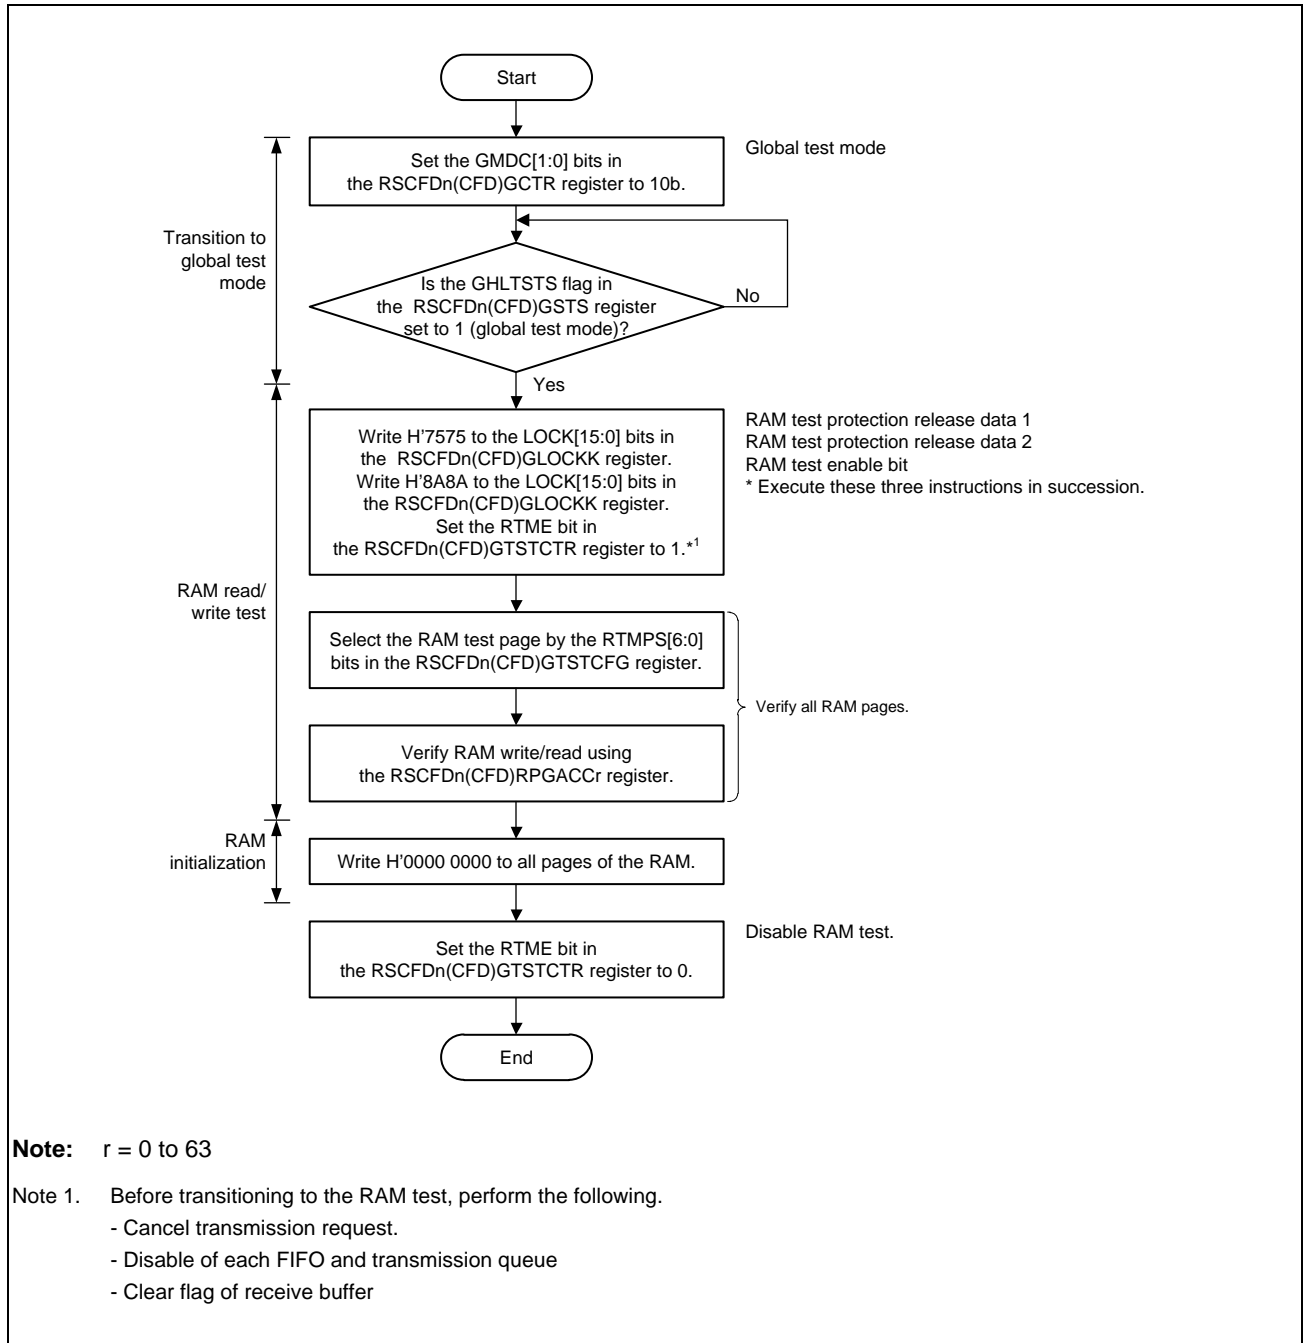 Start
Set the GMDC[1:0] bits in
the RSCFDn(CFD)GCTR register to 10b.
Global test mode
Transition to
global test
mode
Is the GHLTSTS flag in
the RSCFDn(CFD)GSTS register
set to 1 (global test mode)?
No
Yes
Write H'7575 to the LOCK[15:0] bits in
the RSCFDn(CFD)GLOCKK register.
Write H'8A8A to the LOCK[15:0] bits in
the RSCFDn(CFD)GLOCKK register.
Set the RTME bit in
the RSCFDn(CFD)GTSTCTR register to 1.*1
RAM test protection release data 1
RAM test protection release data 2
RAM test enable bit
* Execute these three instructions in succession.
RAM read/
write test
Select the RAM test page by the RTMPS[6:0]
bits in the RSCFDn(CFD)GTSTCFG register.
Verify all RAM pages.
Verify RAM write/read using
the RSCFDn(CFD)RPGACCr register.
RAM
initialization
Write H'0000 0000 to all pages of the RAM.
Set the RTME bit in
the RSCFDn(CFD)GTSTCTR register to 0.
Disable RAM test.
End
Note: r = 0 to 63
Note 1. Before transitioning to the RAM test, perform the following.
- Cancel transmission request.
- Disable of each FIFO and transmission queue
- Clear flag of receive buffer